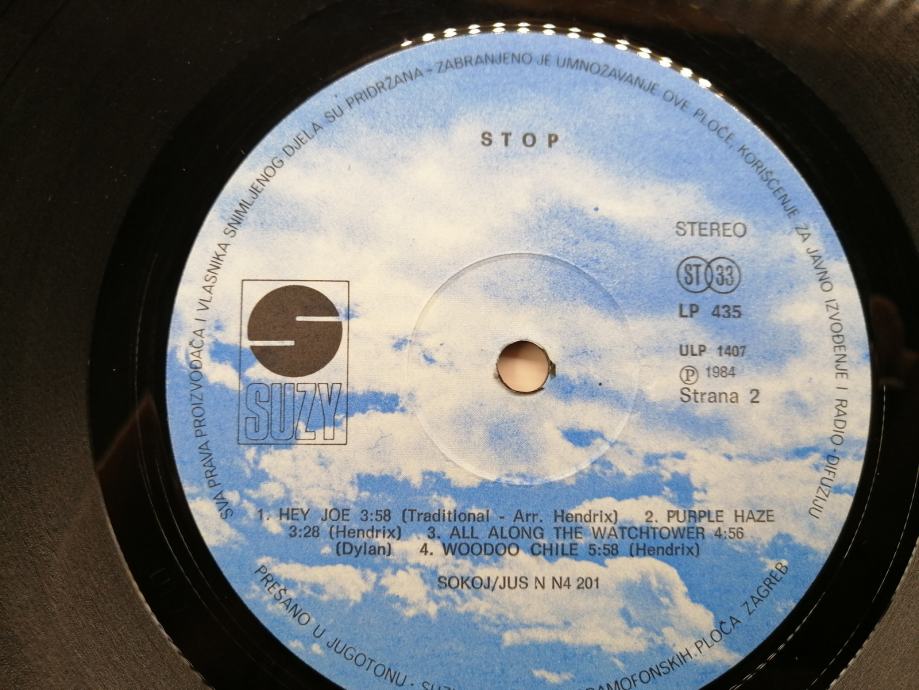 SVA PRAVA PROIZVOĐAČA I VLASNIKA SNIMLJENOG DJELA SU PRIDRŽANA - ZABRANJENO JE UMNOŽAVANJE OVE PLOČE, KORIŠĆENJE ZA JAVNO IZVOĐENJE I RADIO-DIFUZIJU
STOP
STEREO
ST 33
LP 435
ULP 1407
Ⓟ 1984
Strana 2
S
SUZY
1. HEY JOE 3:58 (Traditional - Arr. Hendrix) 2. PURPLE HAZE
3:28 (Hendrix) 3. ALL ALONG THE WATCHTOWER 4:56
(Dylan) 4. WOODOO CHILE 5:58 (Hendrix)
SOKOJ/JUS N N4 201
PREŠANO U JUGOTONU · PLOČA ZAGREB